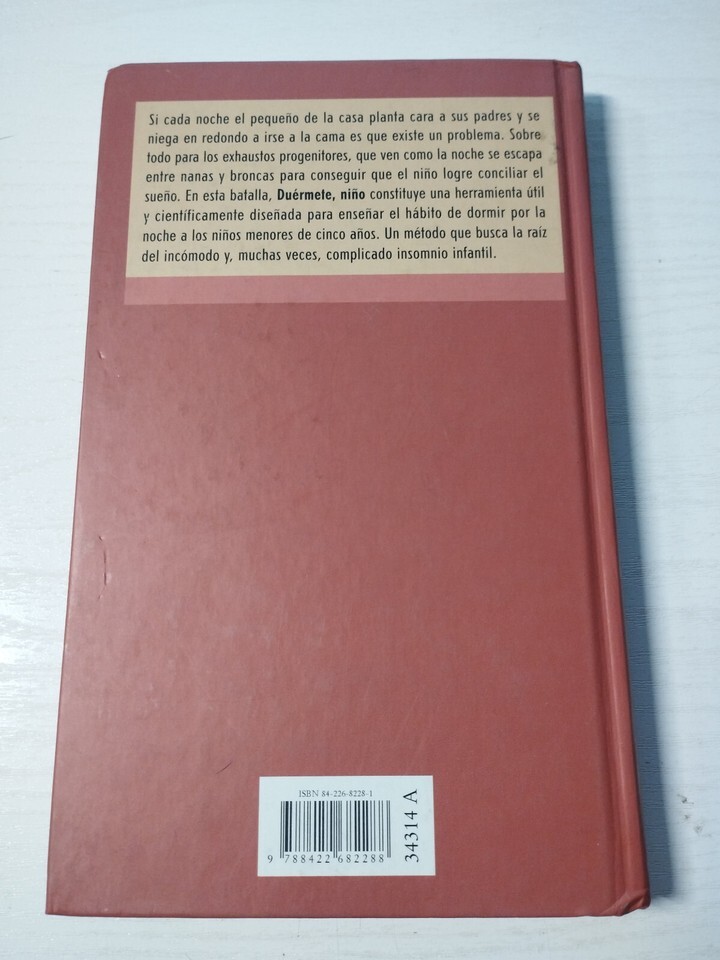 Si cada noche el pequeño de la casa planta cara a sus padres y se
niega en redondo a irse a la cama es que existe un problema. Sobre
todo para los exhaustos progenitores, que ven como la noche se escapa
entre nanas y broncas para conseguir que el niño logre conciliar el
sueño. En esta batalla, Duérmete, niño constituye una herramienta útil
y científicamente diseñada para enseñar el hábito de dormir por la
noche a los niños menores de cinco años. Un método que busca la raíz
del incómodo y, muchas veces, complicado insomnio infantil.
ISBN 84-226-8228-1
9 788422 682288
34314 A